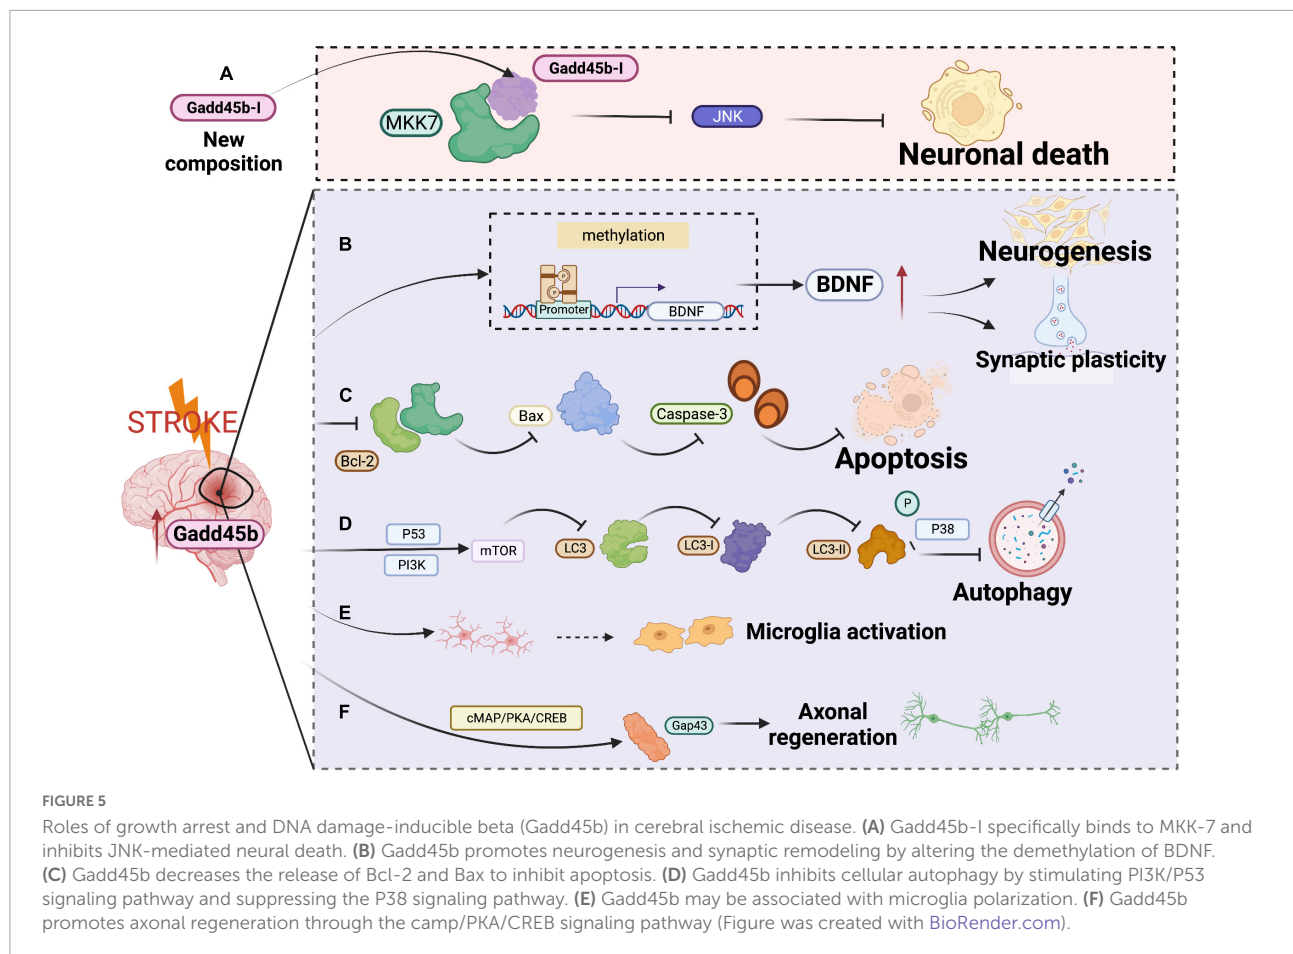 A
Gadd45b-I
New
composition
Gadd45b-I
MKK7
JNK
Neuronal death
B
methylation
P
P
Promoter
BDNF
BDNF
Neurogenesis
Synaptic plasticity
C
Bcl-2
Bax
Caspase-3
Apoptosis
STROKE
Gadd45b
D
P53
PI3K
mTOR
LC3
LC3-I
LC3-II
P
P38
Autophagy
E
Microglia activation
F
cMAP/PKA/CREB
Gap43
Axonal
regeneration
FIGURE 5
Roles of growth arrest and DNA damage-inducible beta (Gadd45b) in cerebral ischemic disease. (A) Gadd45b-I specifically binds to MKK-7 and
inhibits JNK-mediated neural death. (B) Gadd45b promotes neurogenesis and synaptic remodeling by altering the demethylation of BDNF.
(C) Gadd45b decreases the release of Bcl-2 and Bax to inhibit apoptosis. (D) Gadd45b inhibits cellular autophagy by stimulating PI3K/P53
signaling pathway and suppressing the P38 signaling pathway. (E) Gadd45b may be associated with microglia polarization. (F) Gadd45b
promotes axonal regeneration through the camp/PKA/CREB signaling pathway (Figure was created with BioRender.com).